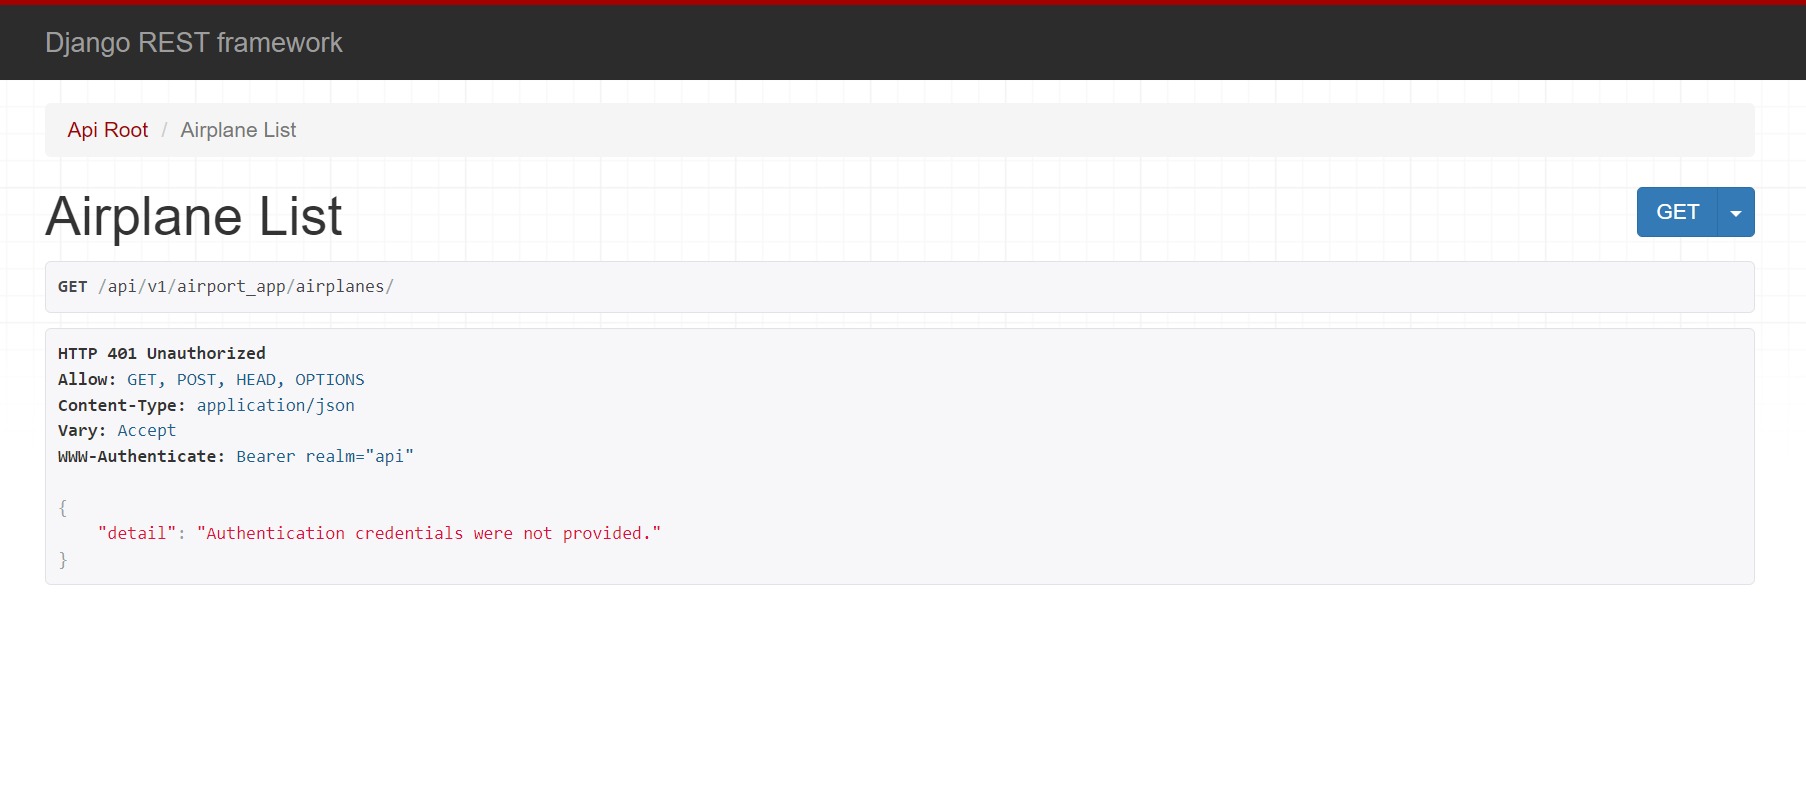 Django REST framework
Api Root / Airplane List
Airplane List
GET
GET /api/v1/airport_app/airplanes/
HTTP 401 Unauthorized
Allow: GET, POST, HEAD, OPTIONS
Content-Type: application/json
Vary: Accept
WWW-Authenticate: Bearer realm="api"
{
"detail": "Authentication credentials were not provided."
}